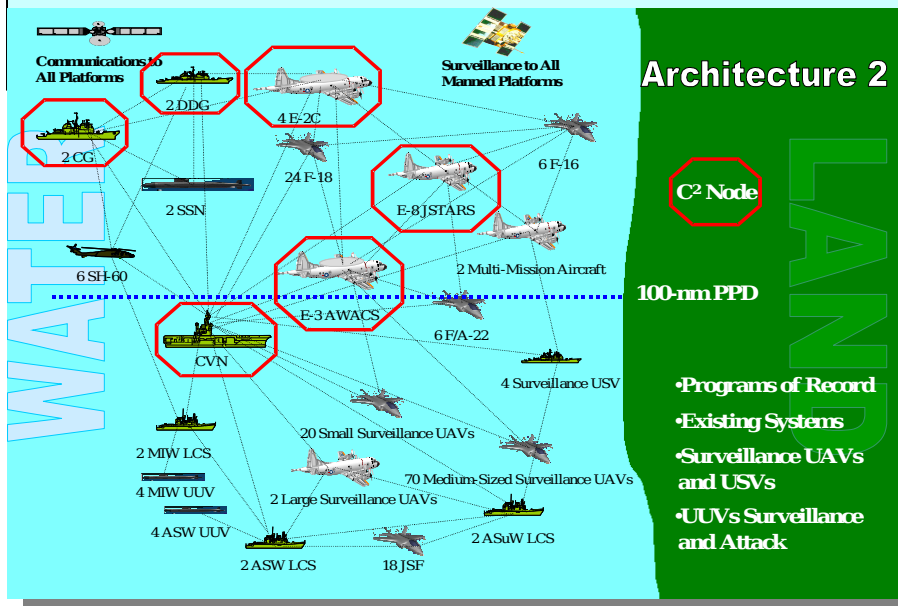 Communications to
All Platforms
Surveillance to All
Manned Platforms
Architecture 2
2 DDG
4 E-2C
2 CG
24 F-18
6 F-16
E-8 JSTARS
C² Node
2 SSN
6 SH-60
2 Multi-Mission Aircraft
WATER
LAND
100-nm PPD
E-3 AWACS
6 F/A-22
CVN
4 Surveillance USV
•Programs of Record
•Existing Systems
•Surveillance UAVs
and USVs
•UUVs Surveillance
and Attack
20 Small Surveillance UAVs
2 MIW LCS
70 Medium-Sized Surveillance UAVs
4 MIW UUV
2 Large Surveillance UAVs
4 ASW UUV
2 ASuW LCS
2 ASW LCS
18 JSF